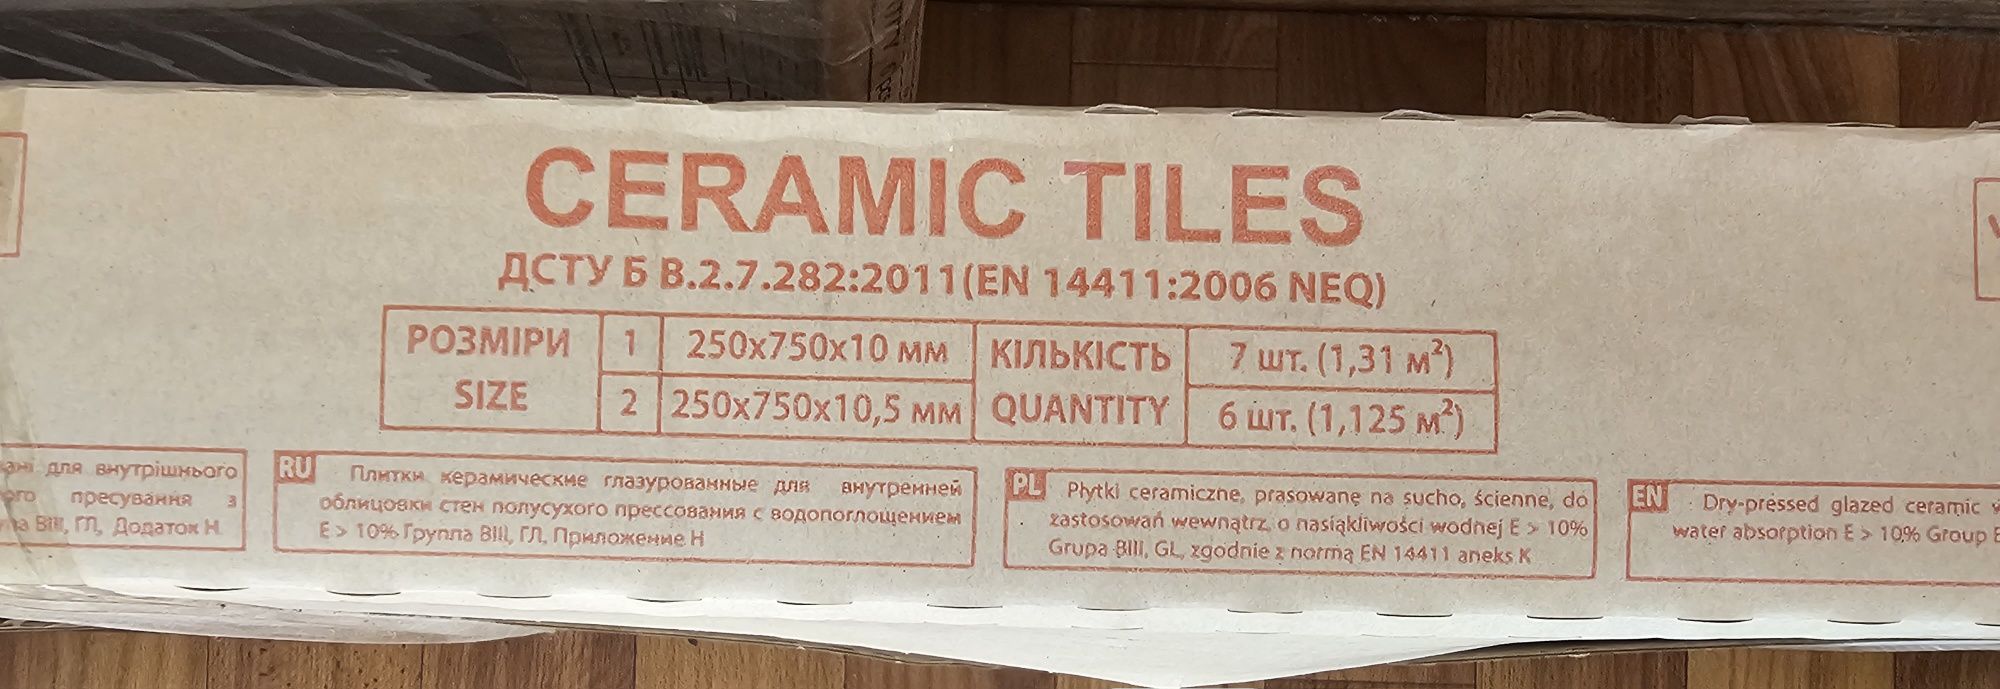 CERAMIC TILES
ДСТУ Б В.2.7.282:2011(EN 14411:2006 NEQ)
РОЗМІРИ
SIZE
1 250х750х10 мм
2 250х750х10,5 мм
КІЛЬКІСТЬ
QUANTITY
7 шт. (1,31 м²)
6 шт. (1,125 м²)
для внутрішнього
пресування з
ВІІІ, ГЛ, Додаток Н
RU Плитки керамические глазурованные для внутренней
облицовки стен полусухого прессования с водопоглощением
Е > 10% Группа ВІІІ, ГЛ, Приложение Н
PL Płytki ceramiczne, prasowane na sucho, ścienne, do
zastosowań wewnątrz, o nasiąkliwości wodnej E > 10%
Grupa BIII, GL, zgodnie z normą EN 14411 aneks K
EN Dry-pressed glazed ceramic
water absorption E > 10% Group